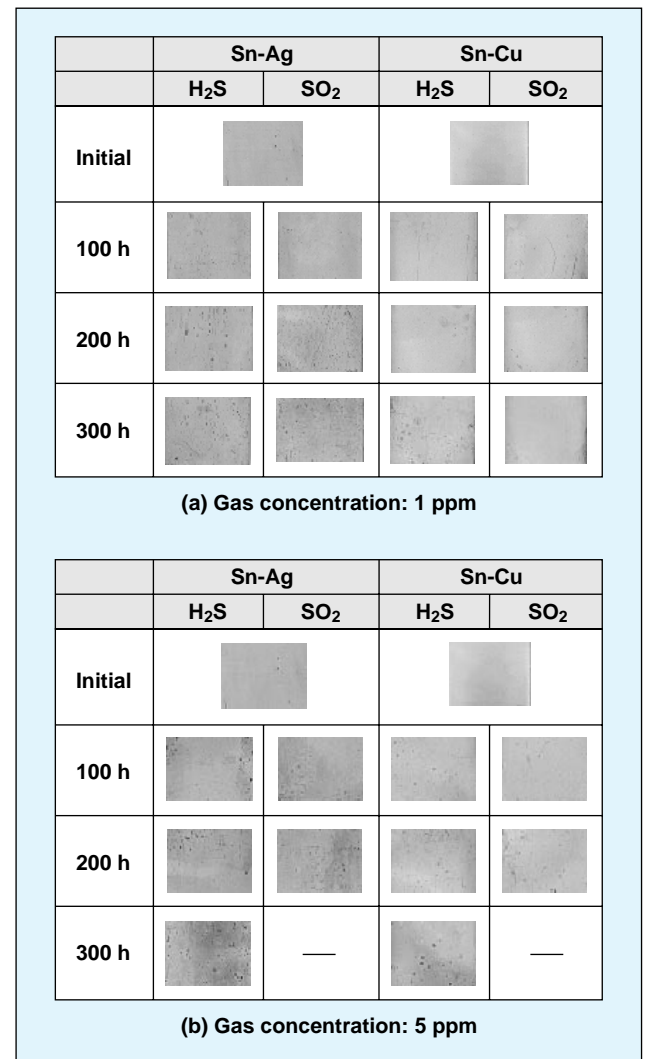 Sn-Ag Sn-Cu
H₂S SO₂ H₂S SO₂
Initial
100 h
200 h
300 h
(a) Gas concentration: 1 ppm
Sn-Ag Sn-Cu
H₂S SO₂ H₂S SO₂
Initial
100 h
200 h
300 h — —
(b) Gas concentration: 5 ppm